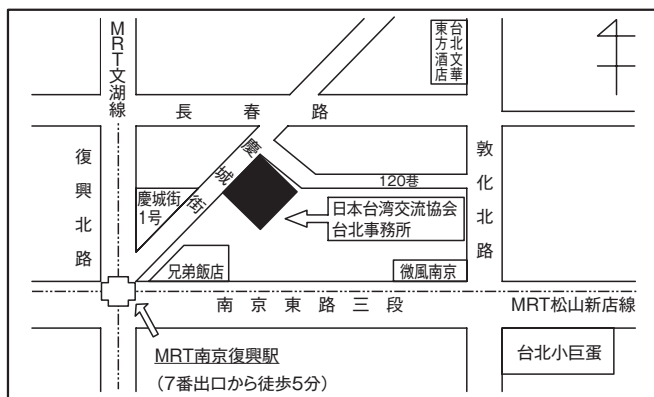 MRT文湖線
台北文華
東方酒店
長春路
復興北路
慶城街
慶城街
1号
120巷
敦化北路
日本台湾交流協会
台北事務所
兄弟飯店
微風南京
南京東路三段
MRT松山新店線
MRT南京復興駅
（7番出口から徒歩5分）
台北小巨蛋